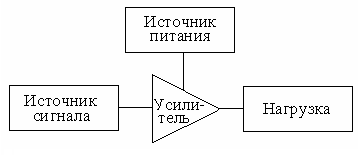 Источник
питания
Источник
сигнала
Усили-
тель
Нагрузка